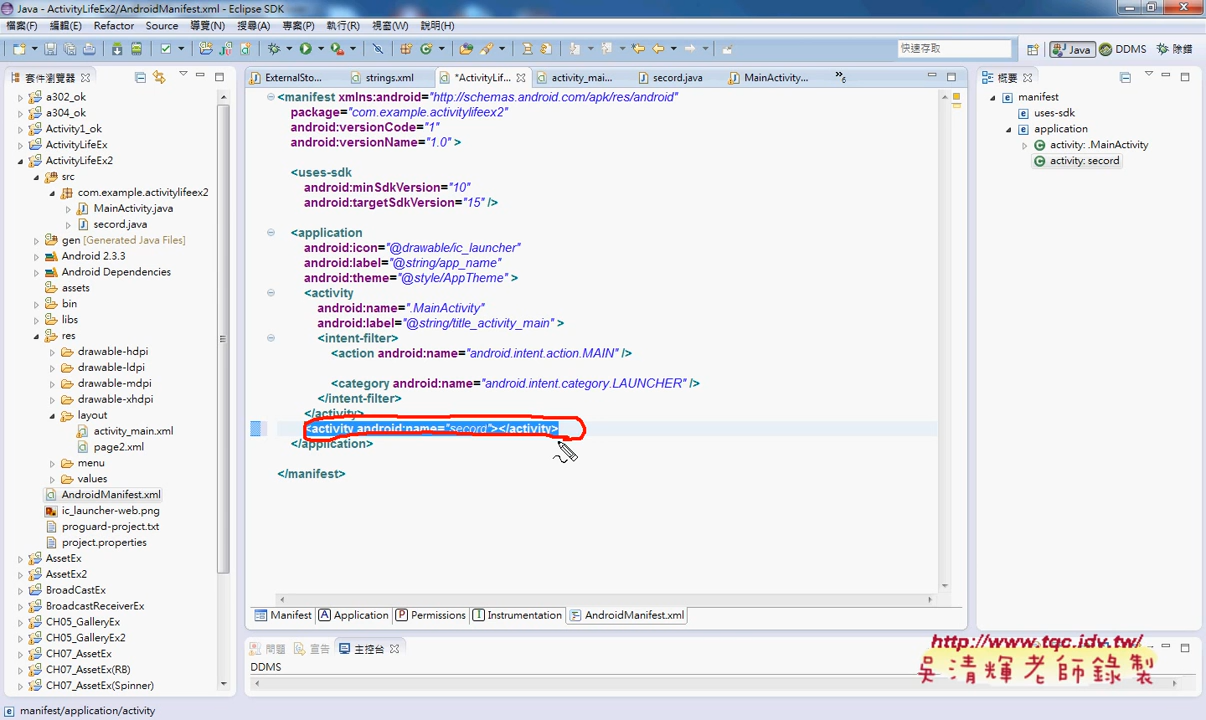 Java - ActivityLifeEx2/AndroidManifest.xml - Eclipse SDK
檔案(F) 編輯(E) Refactor Source 導覽(N) 搜尋(A) 專案(P) 執行(R) 視窗(W) 說明(H)
快速存取 Java DDMS 除錯
套件瀏覽器
a302_ok
a304_ok
Activity1_ok
ActivityLifeEx
ActivityLifeEx2
src
com.example.activitylifeex2
MainActivity.java
secord.java
gen [Generated Java Files]
Android 2.3.3
Android Dependencies
assets
bin
libs
res
drawable-hdpi
drawable-ldpi
drawable-mdpi
drawable-xhdpi
layout
activity_main.xml
page2.xml
menu
values
AndroidManifest.xml
ic_launcher-web.png
proguard-project.txt
project.properties
AssetEx
AssetEx2
BroadCastEx
BroadcastReceiverEx
CH05_GalleryEx
CH05_GalleryEx2
CH07_AssetEx
CH07_AssetEx(RB)
CH07_AssetEx(Spinner)
ExternalSto... strings.xml *ActivityLif... activity_mai... secord.java MainActivity... »6
<manifest xmlns:android="http://schemas.android.com/apk/res/android"
package="com.example.activitylifeex2"
android:versionCode="1"
android:versionName="1.0" >
<uses-sdk
android:minSdkVersion="10"
android:targetSdkVersion="15" />
<application
android:icon="@drawable/ic_launcher"
android:label="@string/app_name"
android:theme="@style/AppTheme" >
<activity
android:name=".MainActivity"
android:label="@string/title_activity_main" >
<intent-filter>
<action android:name="android.intent.action.MAIN" />
<category android:name="android.intent.category.LAUNCHER" />
</intent-filter>
</activity>
<activity android:name="secord"></activity>
</application>
</manifest>
Manifest Application Permissions Instrumentation AndroidManifest.xml
問題 宣告 主控台
DDMS
概要
manifest
uses-sdk
application
activity: .MainActivity
activity: secord
http://www.tqc.idv.tw/
吳清輝老師錄製
manifest/application/activity